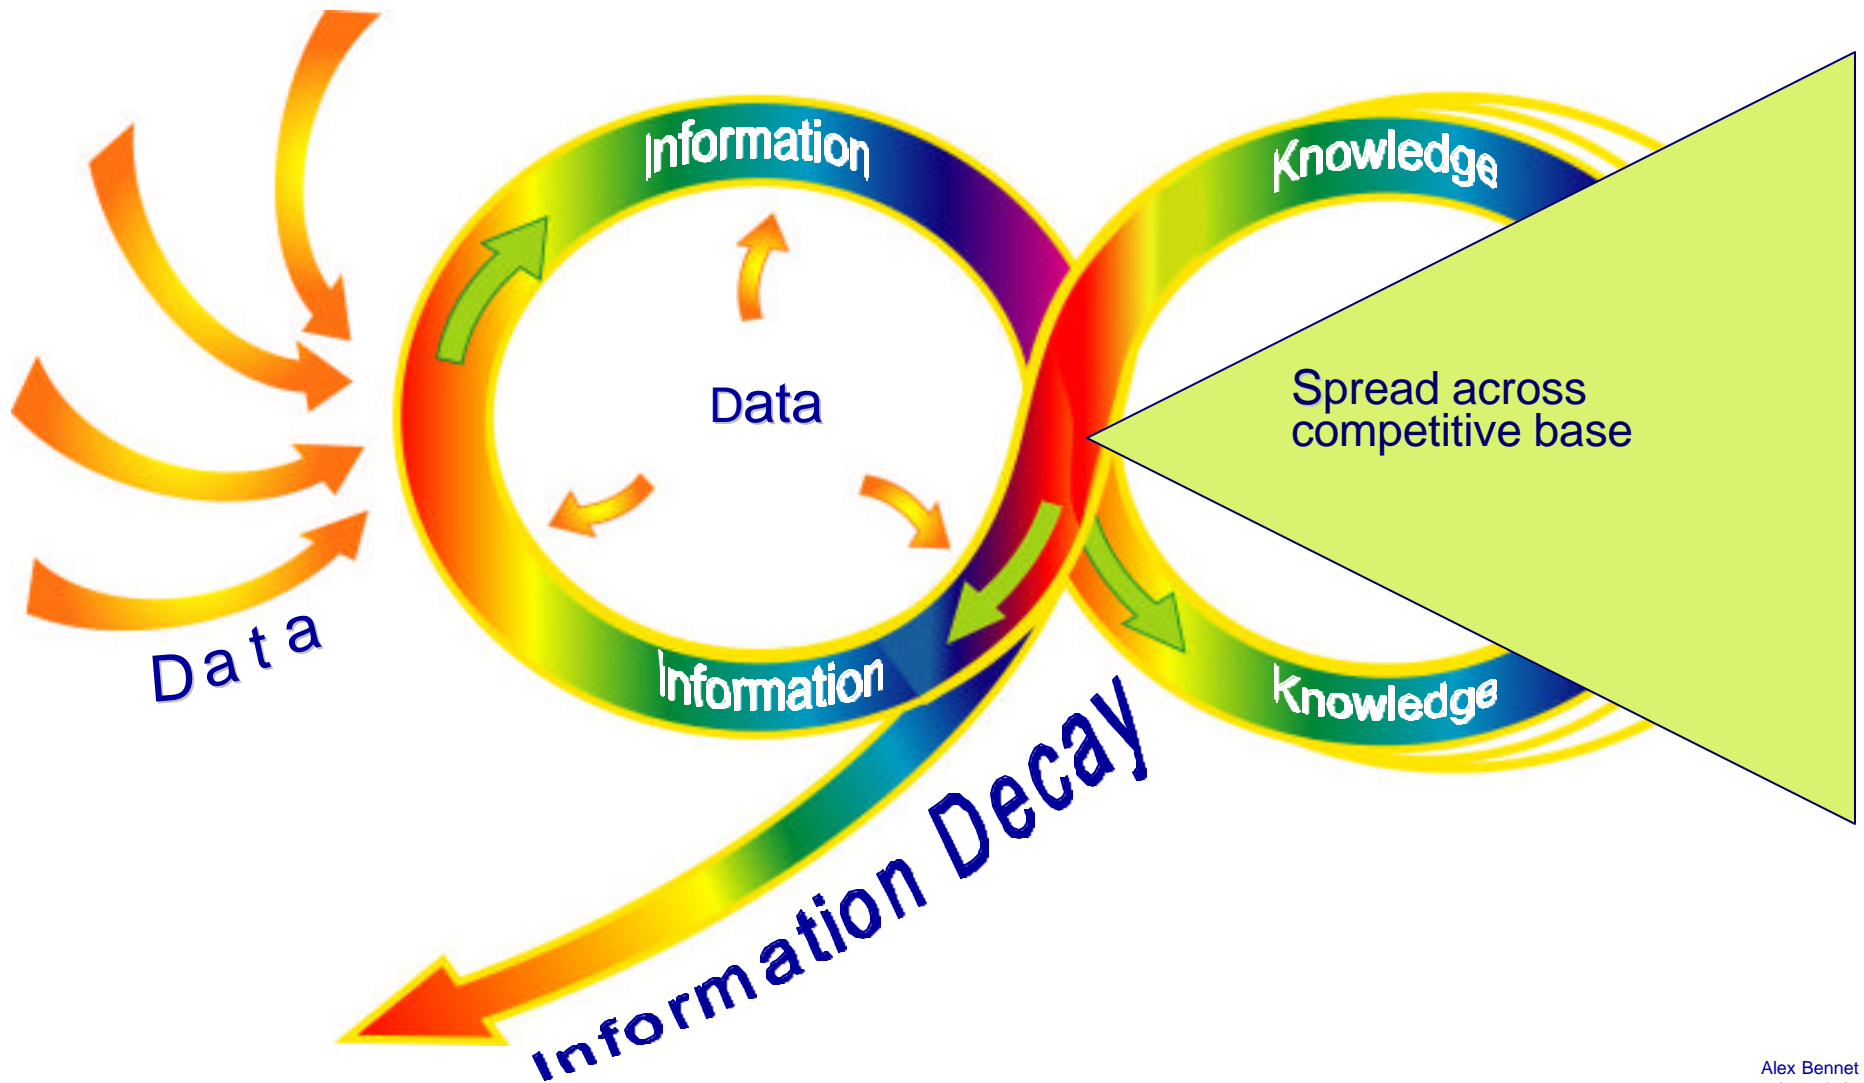 Information
Knowledge
Data
Spread across
competitive base
Data
Information
Knowledge
Information Decay
Alex Bennet